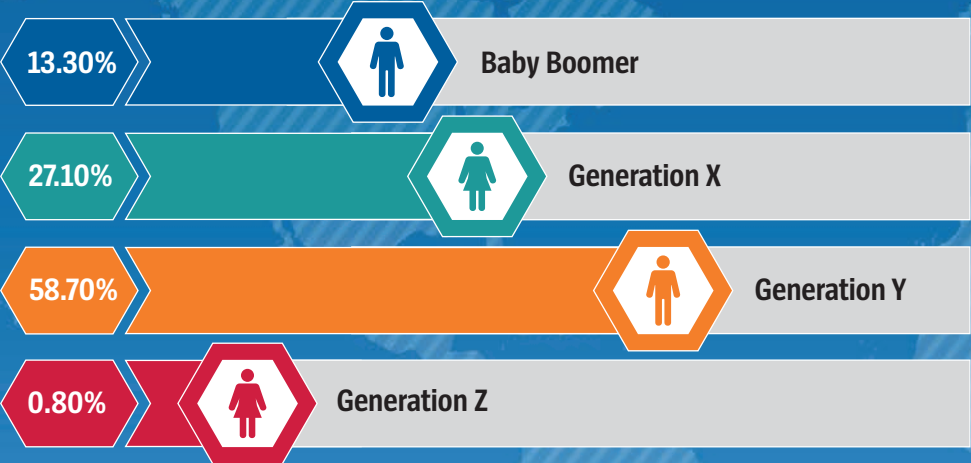 13.30% Baby Boomer
27.10% Generation X
58.70% Generation Y
0.80% Generation Z